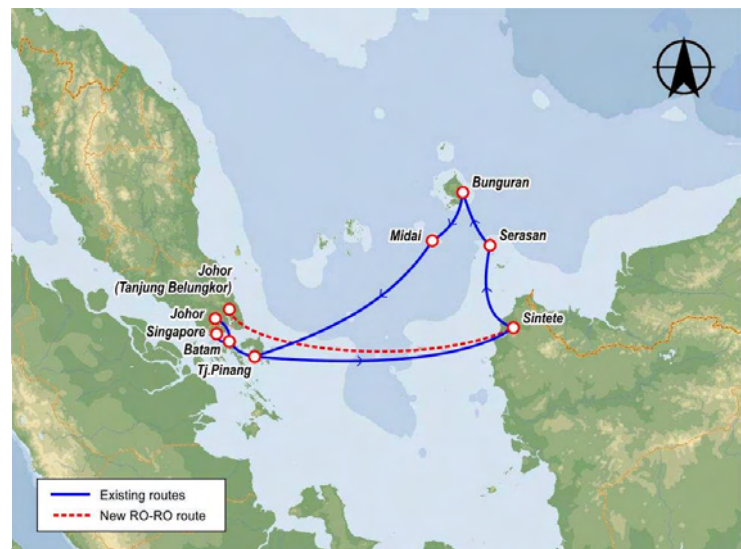 Bunguran
Midai
Serasan
Johor
(Tanjung Belungkor)
Johor
Singapore
Batam
Tj.Pinang
Sintete
Existing routes
New RO-RO route